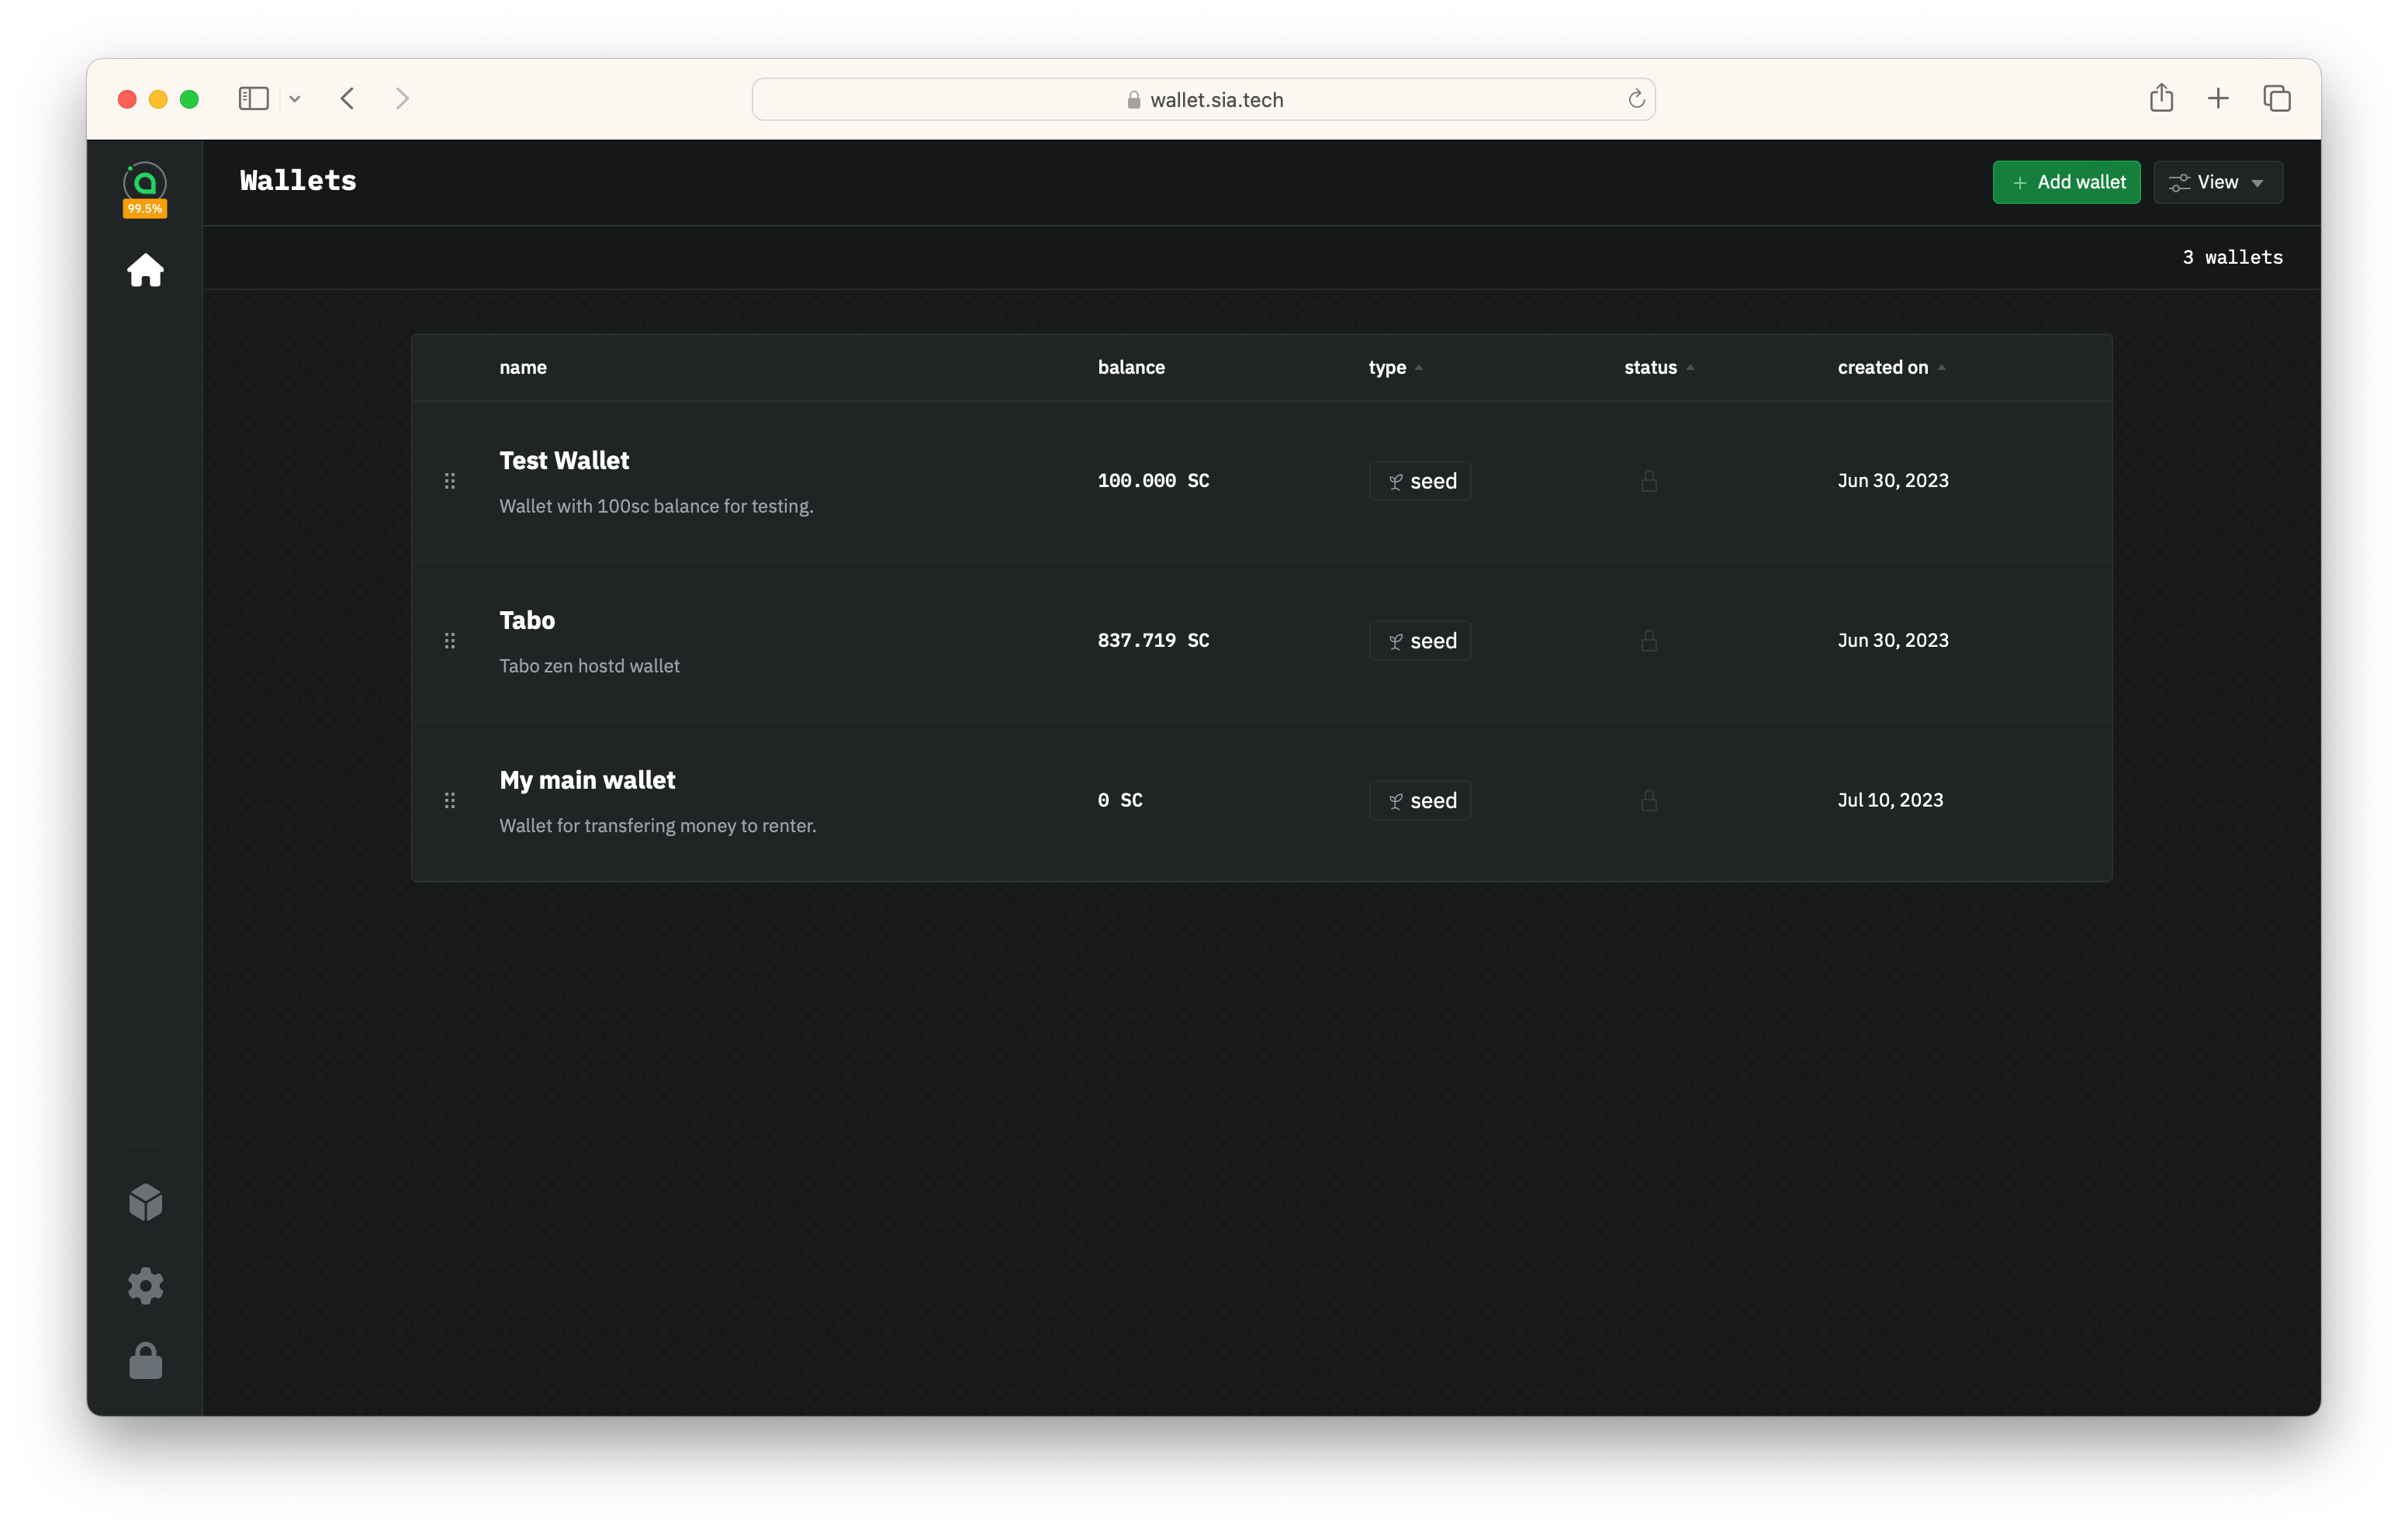 wallet.sia.tech
99.5%
Wallets
Add wallet
View
3 wallets
name balance type status created on
Test Wallet
Wallet with 100sc balance for testing.
100.000 SC seed Jun 30, 2023
Tabo
Tabo zen hostd wallet
837.719 SC seed Jun 30, 2023
My main wallet
Wallet for transfering money to renter.
0 SC seed Jul 10, 2023